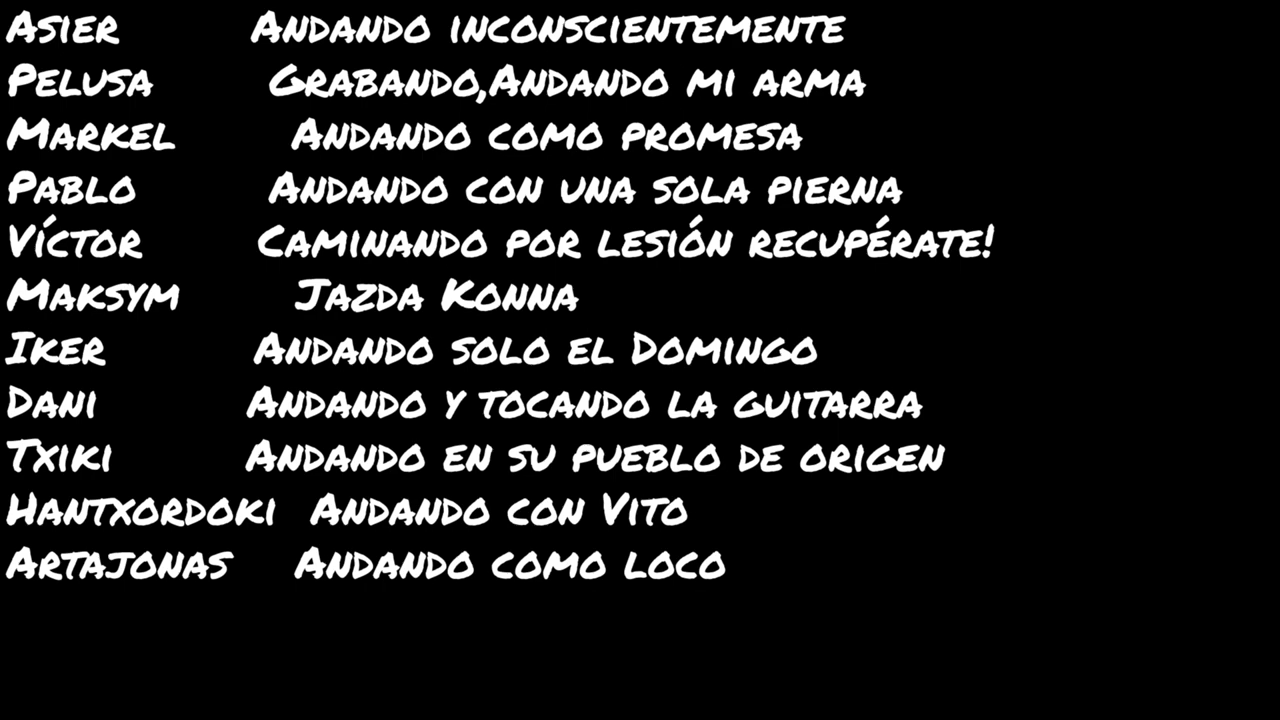 Asier Andando inconscientemente
Pelusa Grabando,Andando mi arma
Markel Andando como promesa
Pablo Andando con una sola pierna
Víctor Caminando por lesión recupérate!
Maksym Jazda Konna
Iker Andando solo el Domingo
Dani Andando y tocando la guitarra
Txiki Andando en su pueblo de origen
Hantxordoki Andando con Vito
Artajonas Andando como loco